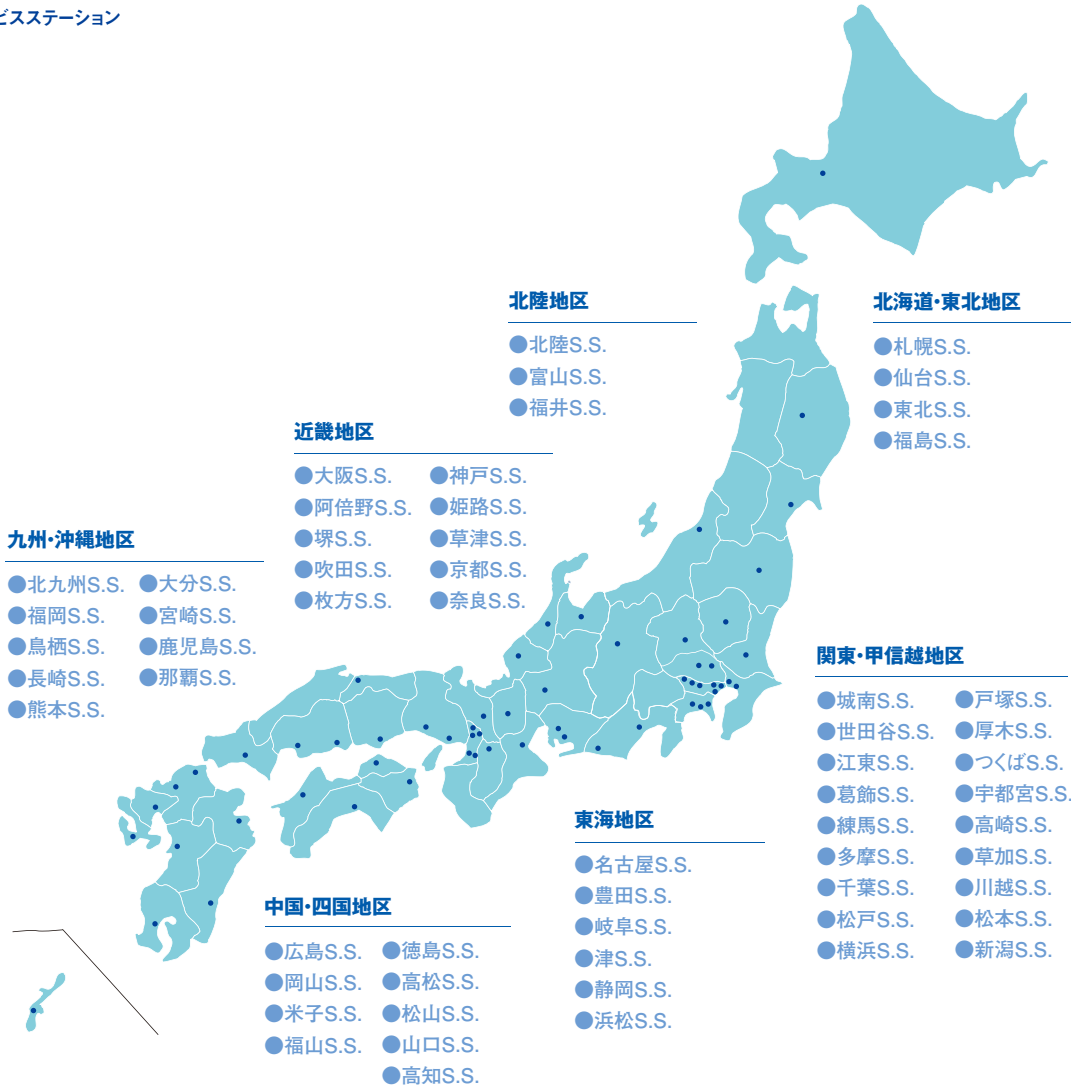 ビスステーション
北陸地区
●北陸S.S.
●富山S.S.
●福井S.S.
北海道・東北地区
●札幌S.S.
●仙台S.S.
●東北S.S.
●福島S.S.
近畿地区
●大阪S.S.
●阿倍野S.S.
●堺S.S.
●吹田S.S.
●枚方S.S.
●神戸S.S.
●姫路S.S.
●草津S.S.
●京都S.S.
●奈良S.S.
九州・沖縄地区
●北九州S.S.
●福岡S.S.
●鳥栖S.S.
●長崎S.S.
●熊本S.S.
●大分S.S.
●宮崎S.S.
●鹿児島S.S.
●那覇S.S.
関東・甲信越地区
●城南S.S.
●世田谷S.S.
●江東S.S.
●葛飾S.S.
●練馬S.S.
●多摩S.S.
●千葉S.S.
●松戸S.S.
●横浜S.S.
●戸塚S.S.
●厚木S.S.
●つくばS.S.
●宇都宮S.S.
●高崎S.S.
●草加S.S.
●川越S.S.
●松本S.S.
●新潟S.S.
東海地区
●名古屋S.S.
●豊田S.S.
●岐阜S.S.
●津S.S.
●静岡S.S.
●浜松S.S.
中国・四国地区
●広島S.S.
●岡山S.S.
●米子S.S.
●福山S.S.
●徳島S.S.
●高松S.S.
●松山S.S.
●山口S.S.
●高知S.S.